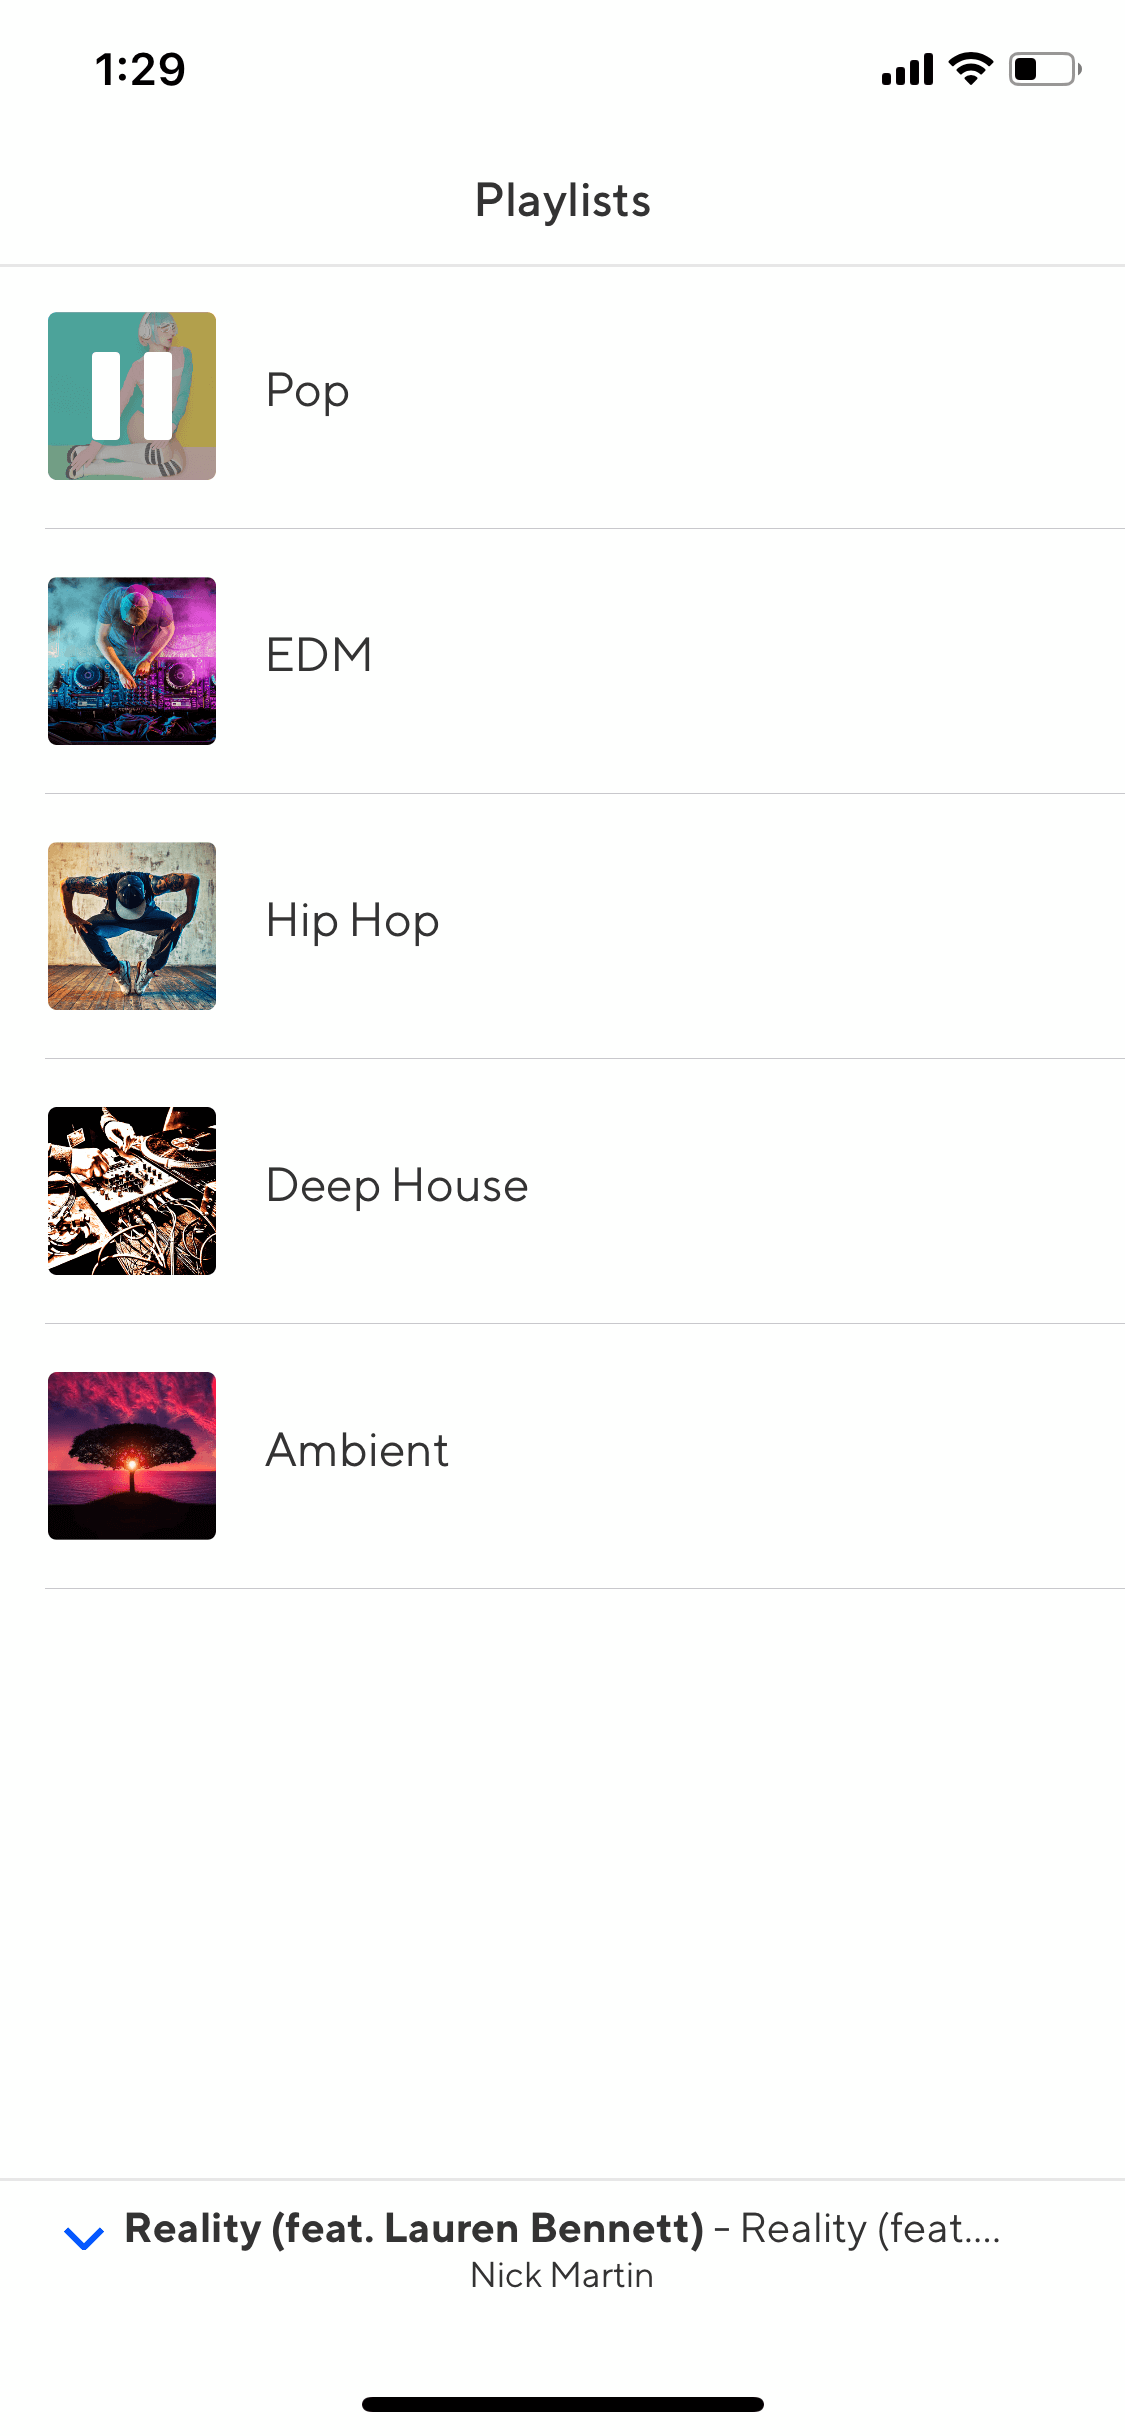 1:29
Playlists
Pop
EDM
Hip Hop
Deep House
Ambient
Reality (feat. Lauren Bennett) - Reality (feat....
Nick Martin